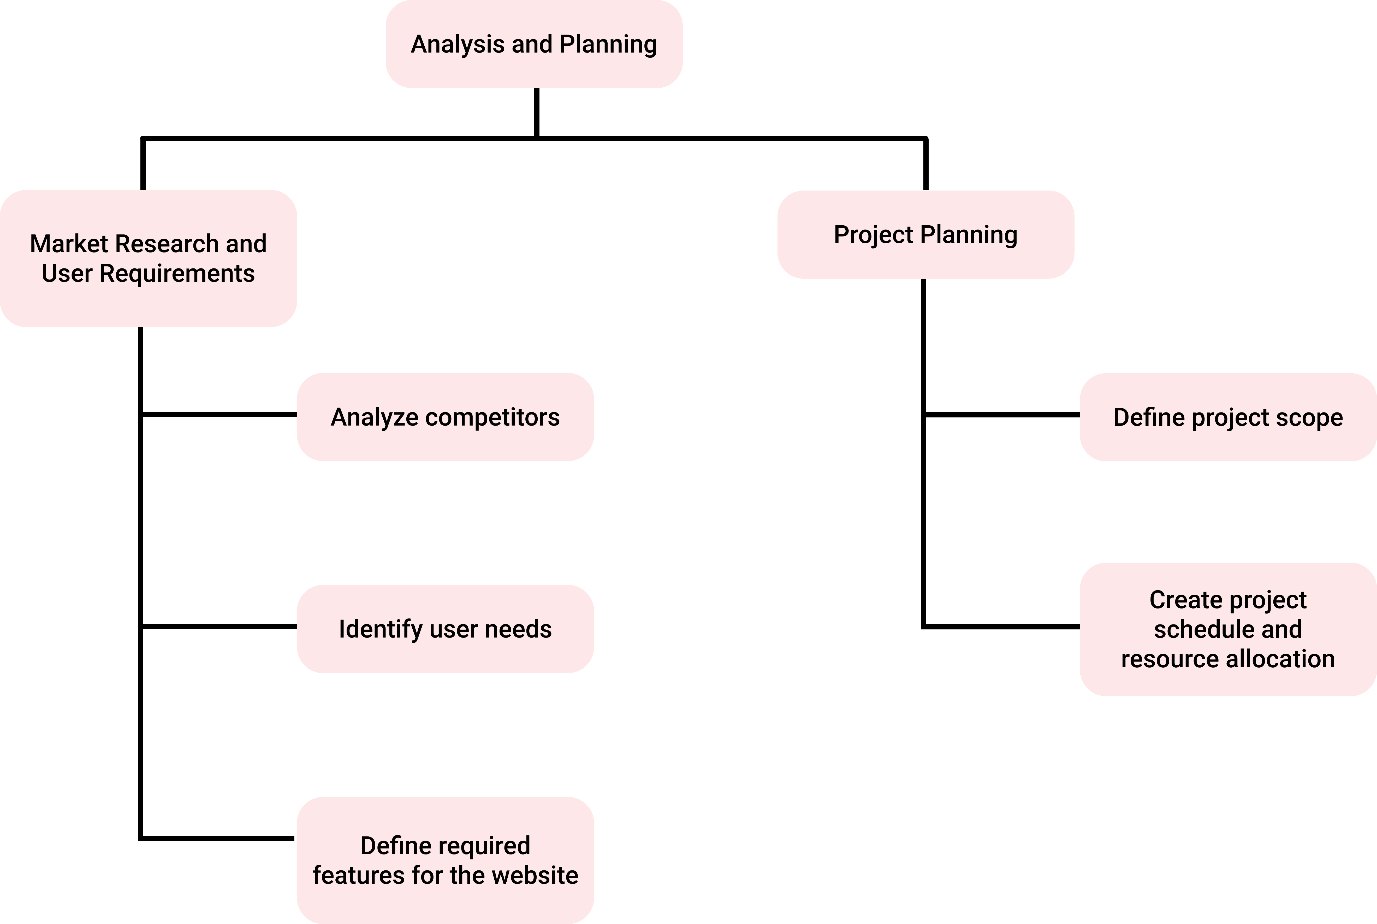 Analysis and Planning
Market Research and
User Requirements
Project Planning
Analyze competitors
Define project scope
Identify user needs
Create project
schedule and
resource allocation
Define required
features for the website